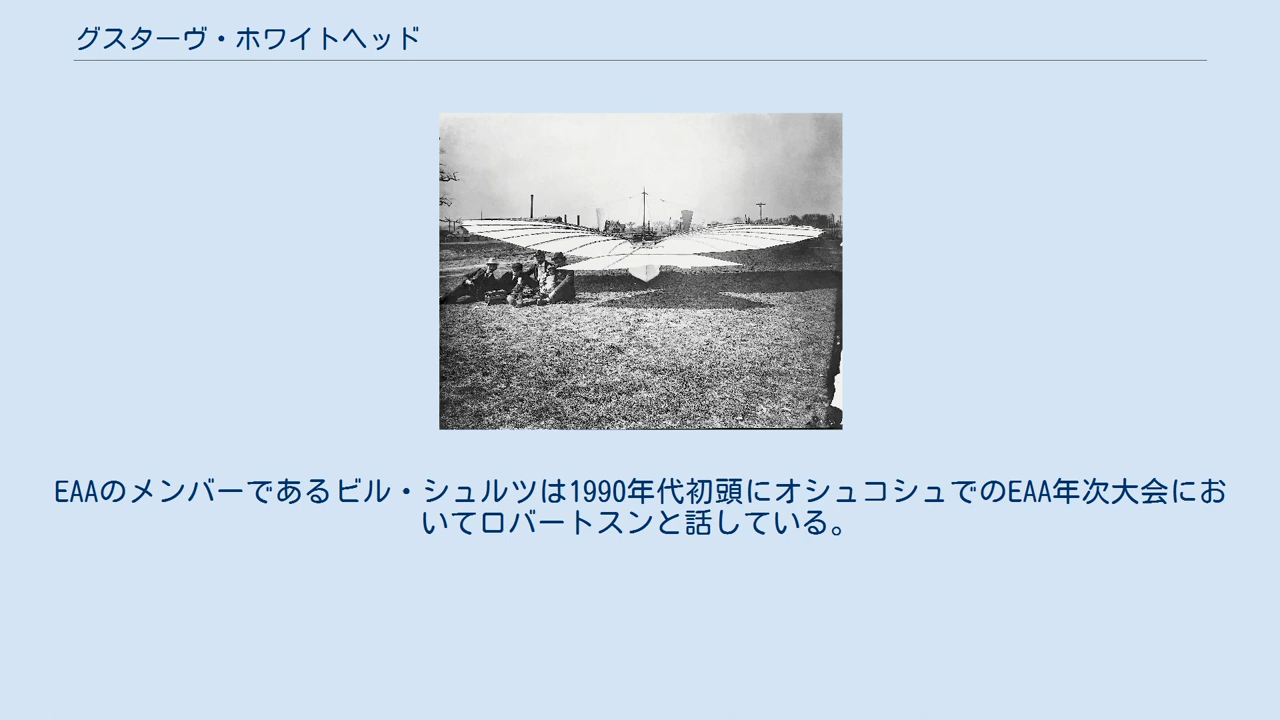 グスターヴ・ホワイトヘッド
EAAのメンバーであるビル・シュルツは1990年代初頭にオシュコシュでのEAA年次大会にお
いてロバートスンと話している。